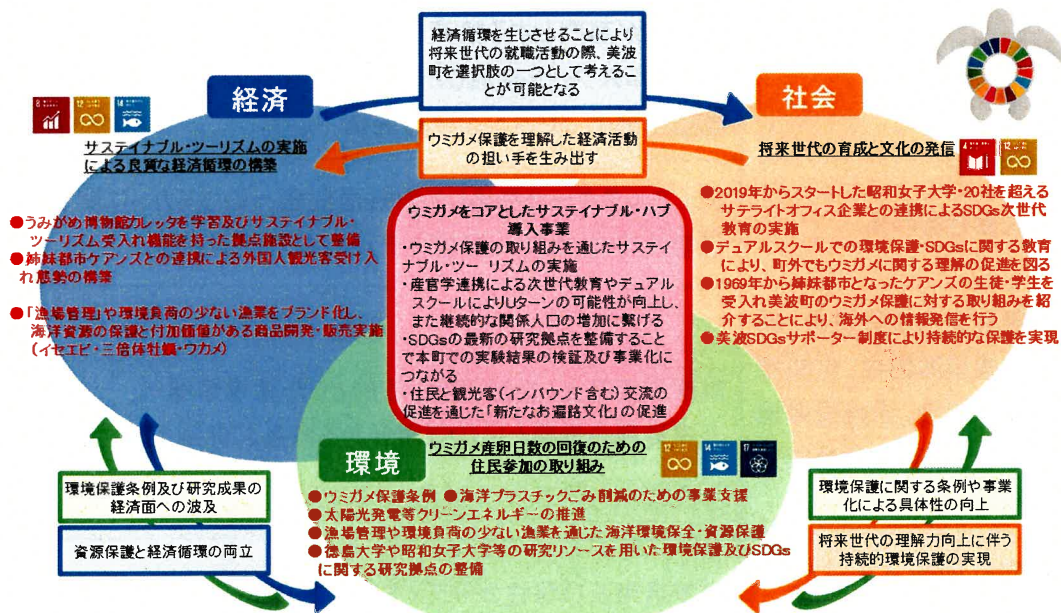 経済循環を生じさせることにより
将来世代の就職活動の際、美波
町を選択肢の一つとして考えるこ
とが可能となる
経済
社会
8
12
14
ウミガメ保護を理解した経済活動
の担い手を生み出す
サステイナブル・ツーリズムの実施
による良質な経済循環の構築
●うみがめ博物館カレッタを学習及びサステイナブル・
ツーリズム受入れ機能を持った拠点施設として整備
●姉妹都市ケアンズとの連携による外国人観光客受け入
れ態勢の構築
●「漁場管理」や環境負荷の少ない漁業をブランド化し、
海洋資源の保護と付加価値がある商品開発・販売実施
(イセエビ・三倍体牡蠣・ワカメ)
将来世代の育成と文化の発信
4
12
●2019年からスタートした昭和女子大学・20社を超える
サテライトオフィス企業との連携によるSDGs次世代
教育の実施
●デュアルスクールでの環境保護・SDGsに関する教育
により、町外でもウミガメに関する理解の促進を図る
●1969年から姉妹都市となったケアンズの生徒・学生を
受入れ美波町のウミガメ保護に対する取り組みを紹
介することにより、海外への情報発信を行う
●美波SDGsサポーター制度により持続的な保護を実現
ウミガメをコアとしたサステイナブル・ハブ
導入事業
・ウミガメ保護の取り組みを通じたサステイ
ナブル・ツー リズムの実施
・産官学連携による次世代教育やデュアル
スクールによりUターンの可能性が向上し、
また継続的な関係人口の増加に繋げる
・SDGsの最新の研究拠点を整備すること
で本町での実験結果の検証及び事業化に
つながる
・住民と観光客(インバウンド含む)交流の
促進を通じた「新たなお遍路文化」の促進
環境
ウミガメ産卵日数の回復のための
住民参加の取り組み
12
14
17
●ウミガメ保護条例 ●海洋プラスチックごみ削減のための事業支援
●太陽光発電等クリーンエネルギーの推進
●漁場管理や環境負荷の少ない漁業を通じた海洋環境保全・資源保護
●徳島大学や昭和女子大学等の研究リソースを用いた環境保護及びSDGs
に関する研究拠点の整備
環境保護条例及び研究成果の
経済面への波及
資源保護と経済循環の両立
環境保護に関する条例や事業
化による具体性の向上
将来世代の理解力向上に伴う
持続的環境保護の実現